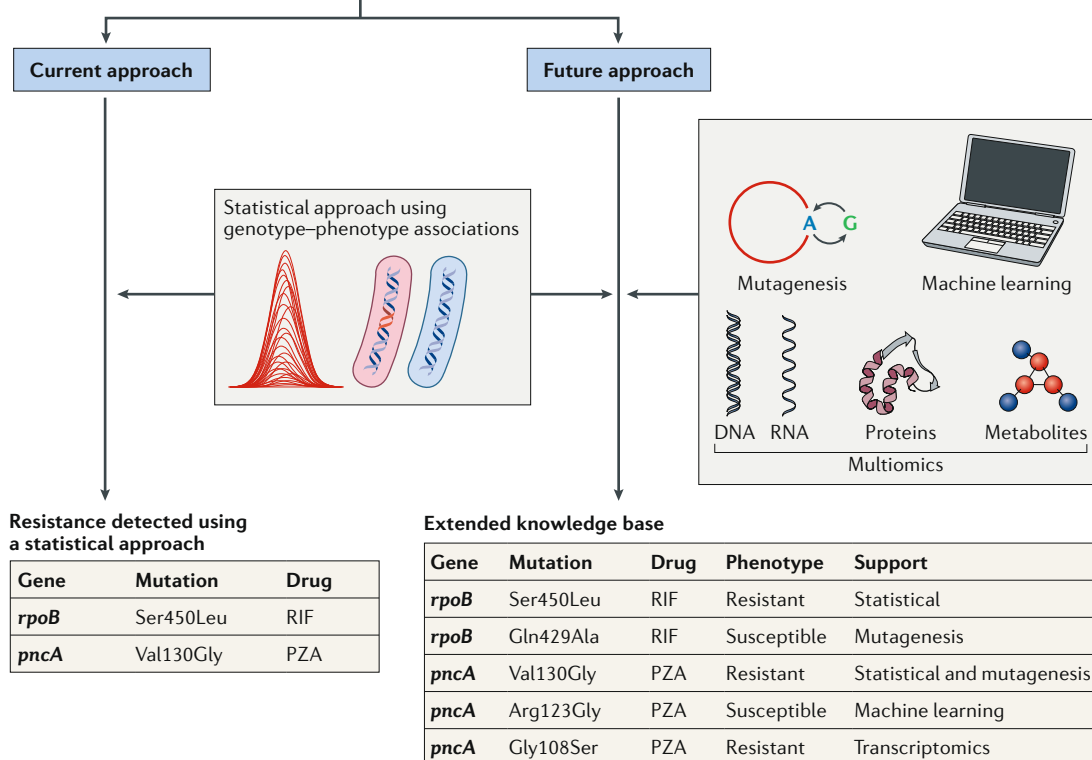 Current approach
Future approach
Statistical approach using
genotype–phenotype associations
A G
Mutagenesis
Machine learning
DNA RNA Proteins Metabolites
Multiomics
Resistance detected using
a statistical approach
Gene Mutation Drug
rpoB Ser450Leu RIF
pncA Val130Gly PZA
Extended knowledge base
Gene Mutation Drug Phenotype Support
rpoB Ser450Leu RIF Resistant Statistical
rpoB Gln429Ala RIF Susceptible Mutagenesis
pncA Val130Gly PZA Resistant Statistical and mutagenesis
pncA Arg123Gly PZA Susceptible Machine learning
pncA Gly108Ser PZA Resistant Transcriptomics